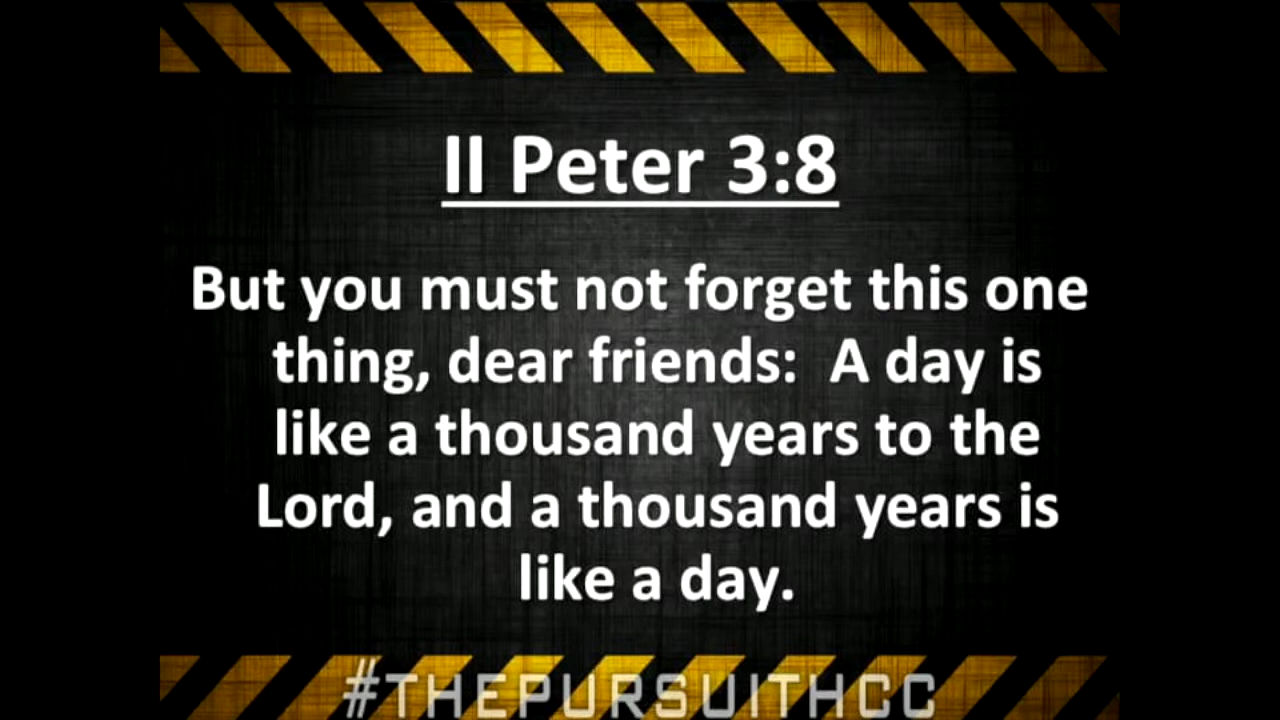 II Peter 3:8
But you must not forget this one
thing, dear friends:  A day is
like a thousand years to the
Lord, and a thousand years is
like a day.
#THEPURSUITHCC